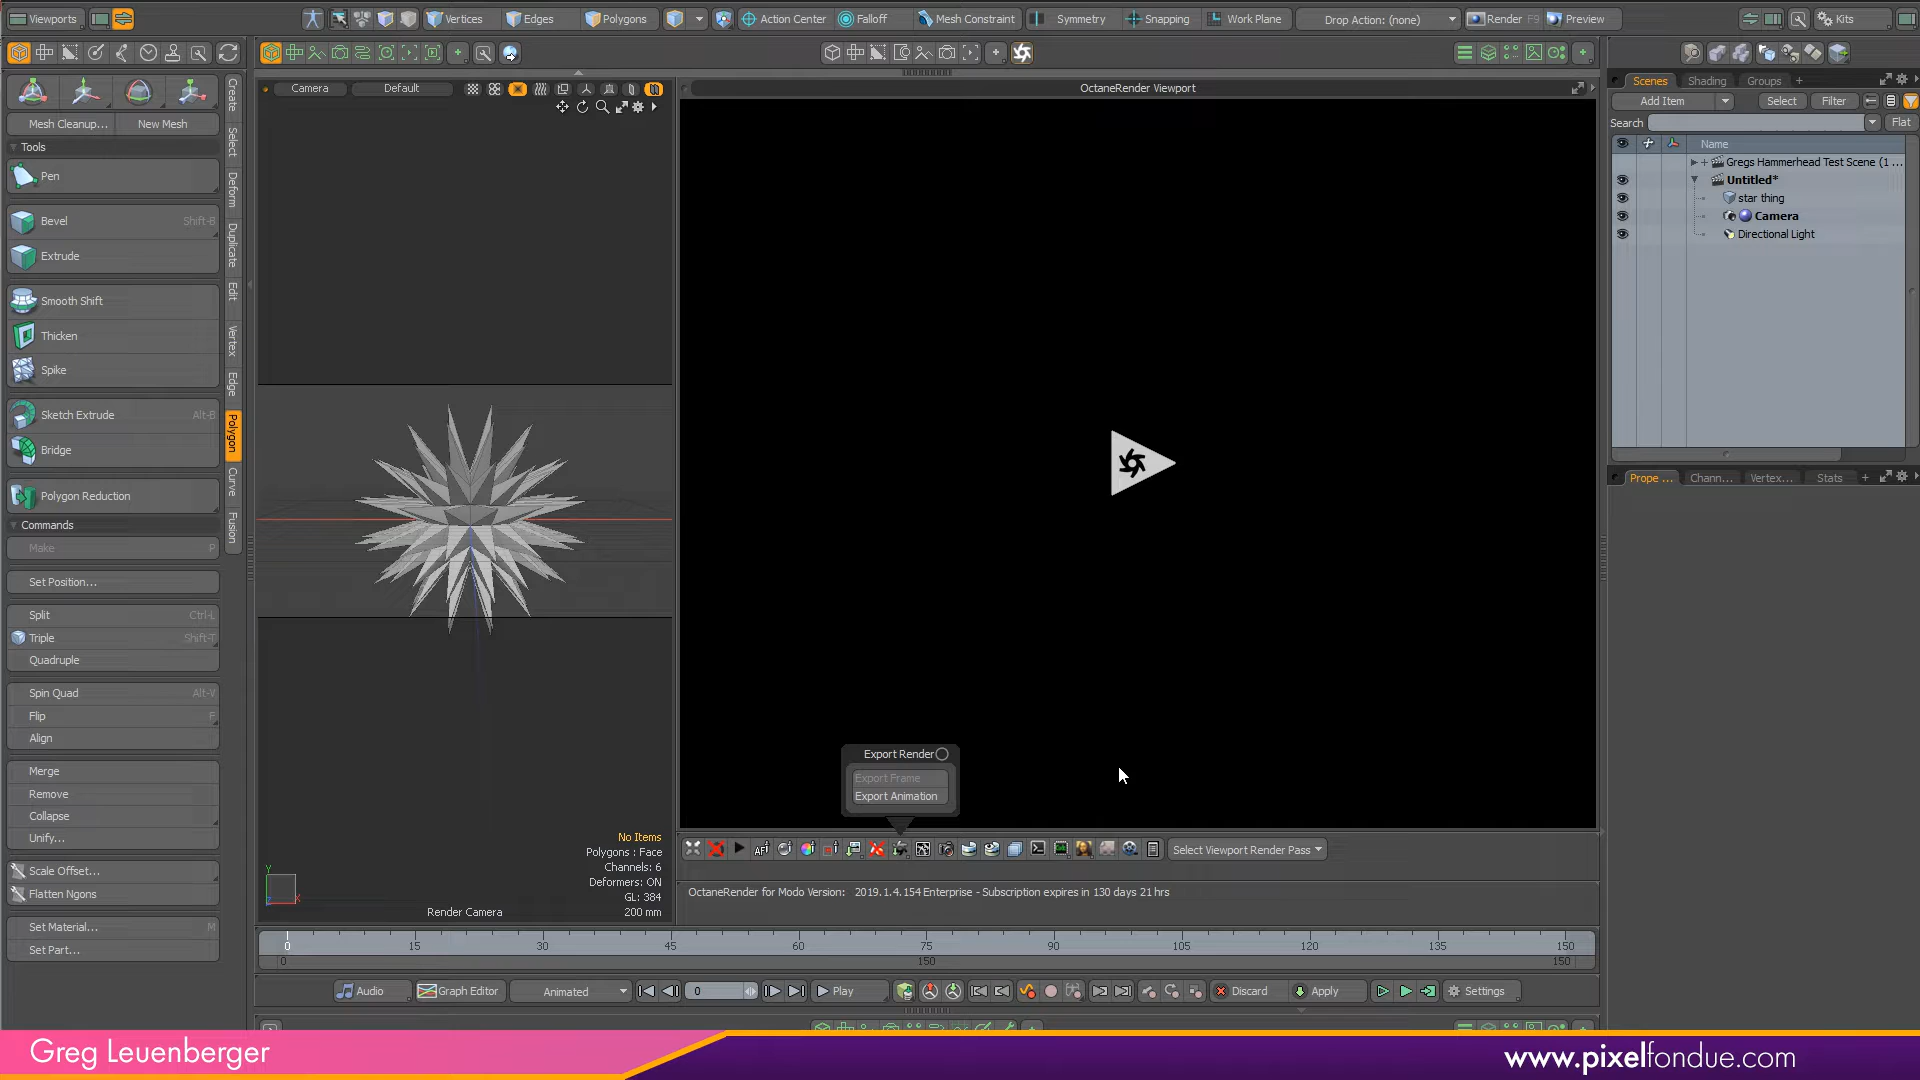 Viewports
Vertices
Edges
Polygons
Action Center
Falloff
Mesh Constraint
Symmetry
Snapping
Work Plane
Drop Action: (none)
Render F9
Preview
Kits
Mesh Cleanup...
New Mesh
Tools
Pen
Bevel Shift-B
Extrude
Smooth Shift
Thicken
Spike
Sketch Extrude Alt-B
Bridge
Polygon Reduction
Commands
Make P
Set Position...
Split Ctrl-L
Triple Shift-T
Quadruple
Spin Quad Alt-V
Flip F
Align
Merge
Remove
Collapse
Unify...
Scale Offset...
Flatten Ngons
Set Material... M
Set Part...
Create
Select
Deform
Duplicate
Edit
Vertex
Edge
Polygon
Curve
Fusion
Camera
Default
No Items
Polygons : Face
Channels: 6
Deformers: ON
GL: 384
200 mm
Render Camera
Y
X
OctaneRender Viewport
Export Render
Export Frame
Export Animation
Select Viewport Render Pass
OctaneRender for Modo Version: 2019.1.4.154 Enterprise - Subscription expires in 130 days 21 hrs
Scenes
Shading
Groups
Add Item
Select
Filter
Search
Flat
Name
Gregs Hammerhead Test Scene (1 ...
Untitled*
star thing
Camera
Directional Light
Prope ...
Chann...
Vertex...
Stats
0 15 30 45 60 75 90 105 120 135 150
0 150 150
Audio
Graph Editor
Animated
0
Play
Discard
Apply
Settings
Greg Leuenberger
www.pixelfondue.com